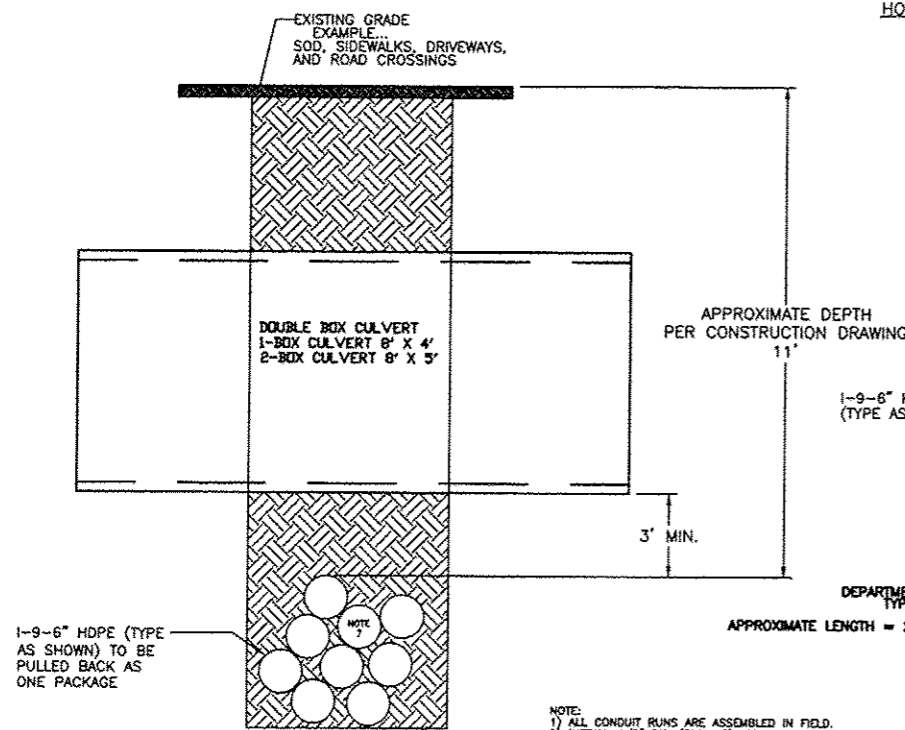 HO
EXISTING GRADE
EXAMPLE...
SOD, SIDEWALKS, DRIVEWAYS,
AND ROAD CROSSINGS
DOUBLE BOX CULVERT
1-BOX CULVERT 8' X 4'
2-BOX CULVERT 8' X 5'
APPROXIMATE DEPTH
PER CONSTRUCTION DRAWING
11'
1-9-6" H
(TYPE AS
3' MIN.
DEPARTME
TYP
APPROXIMATE LENGTH =
NOTE
7
1-9-6" HDPE (TYPE
AS SHOWN) TO BE
PULLED BACK AS
ONE PACKAGE
NOTE:
1) ALL CONDUIT RUNS ARE ASSEMBLED IN FIELD.